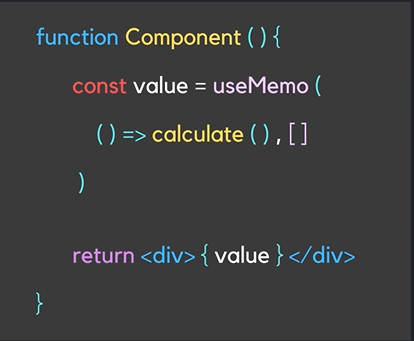 function Component ( ) {
const value = useMemo (
( ) => calculate ( ) , [ ]
)
return <div> { value } </div>
}